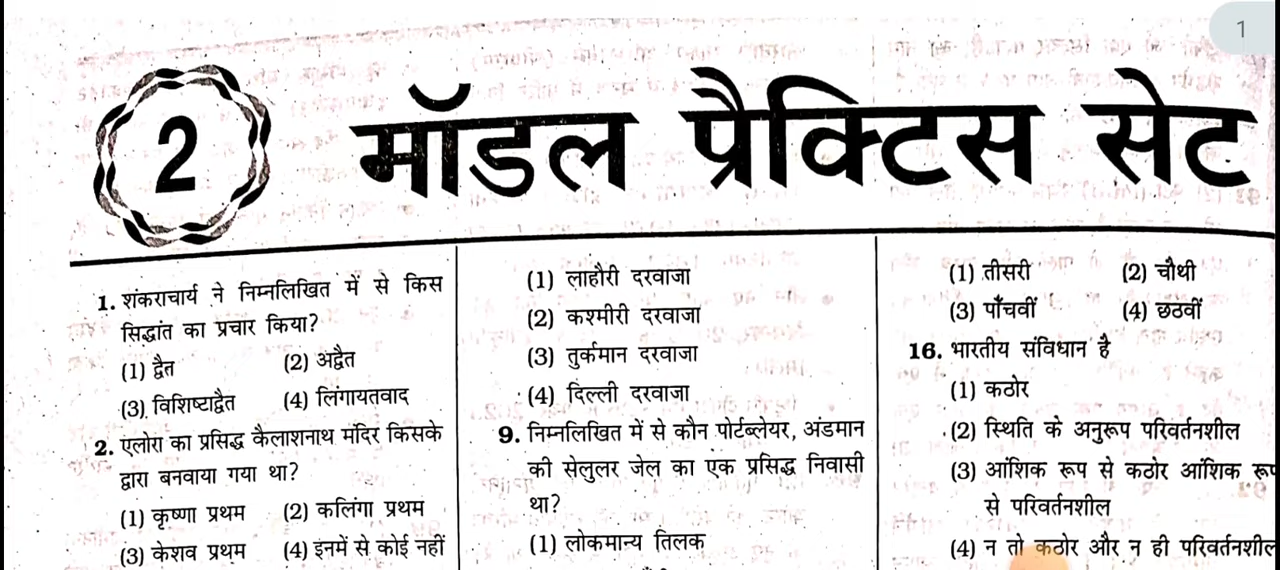 1
2
मॉडल प्रैक्टिस सेट
1. शंकराचार्य ने निम्नलिखित में से किस
सिद्धांत का प्रचार किया?
(1) द्वैत (2) अद्वैत
(3) विशिष्टाद्वैत (4) लिंगायतवाद
2. एलोरा का प्रसिद्ध कैलाशनाथ मंदिर किसके
द्वारा बनवाया गया था?
(1) कृष्णा प्रथम (2) कलिंगा प्रथम
(3) केशव प्रथम (4) इनमें से कोई नहीं
(1) लाहौरी दरवाजा
(2) कश्मीरी दरवाजा
(3) तुर्कमान दरवाजा
(4) दिल्ली दरवाजा
9. निम्नलिखित में से कौन पोर्टब्लेयर, अंडमान
की सेलुलर जेल का एक प्रसिद्ध निवासी
था?
(1) लोकमान्य तिलक
(1) तीसरी (2) चौथी
(3) पाँचवीं (4) छठवीं
16. भारतीय संविधान है
(1) कठोर
(2) स्थिति के अनुरूप परिवर्तनशील
(3) आंशिक रूप से कठोर आंशिक रूप
से परिवर्तनशील
(4) न तो कठोर और न ही परिवर्तनशील